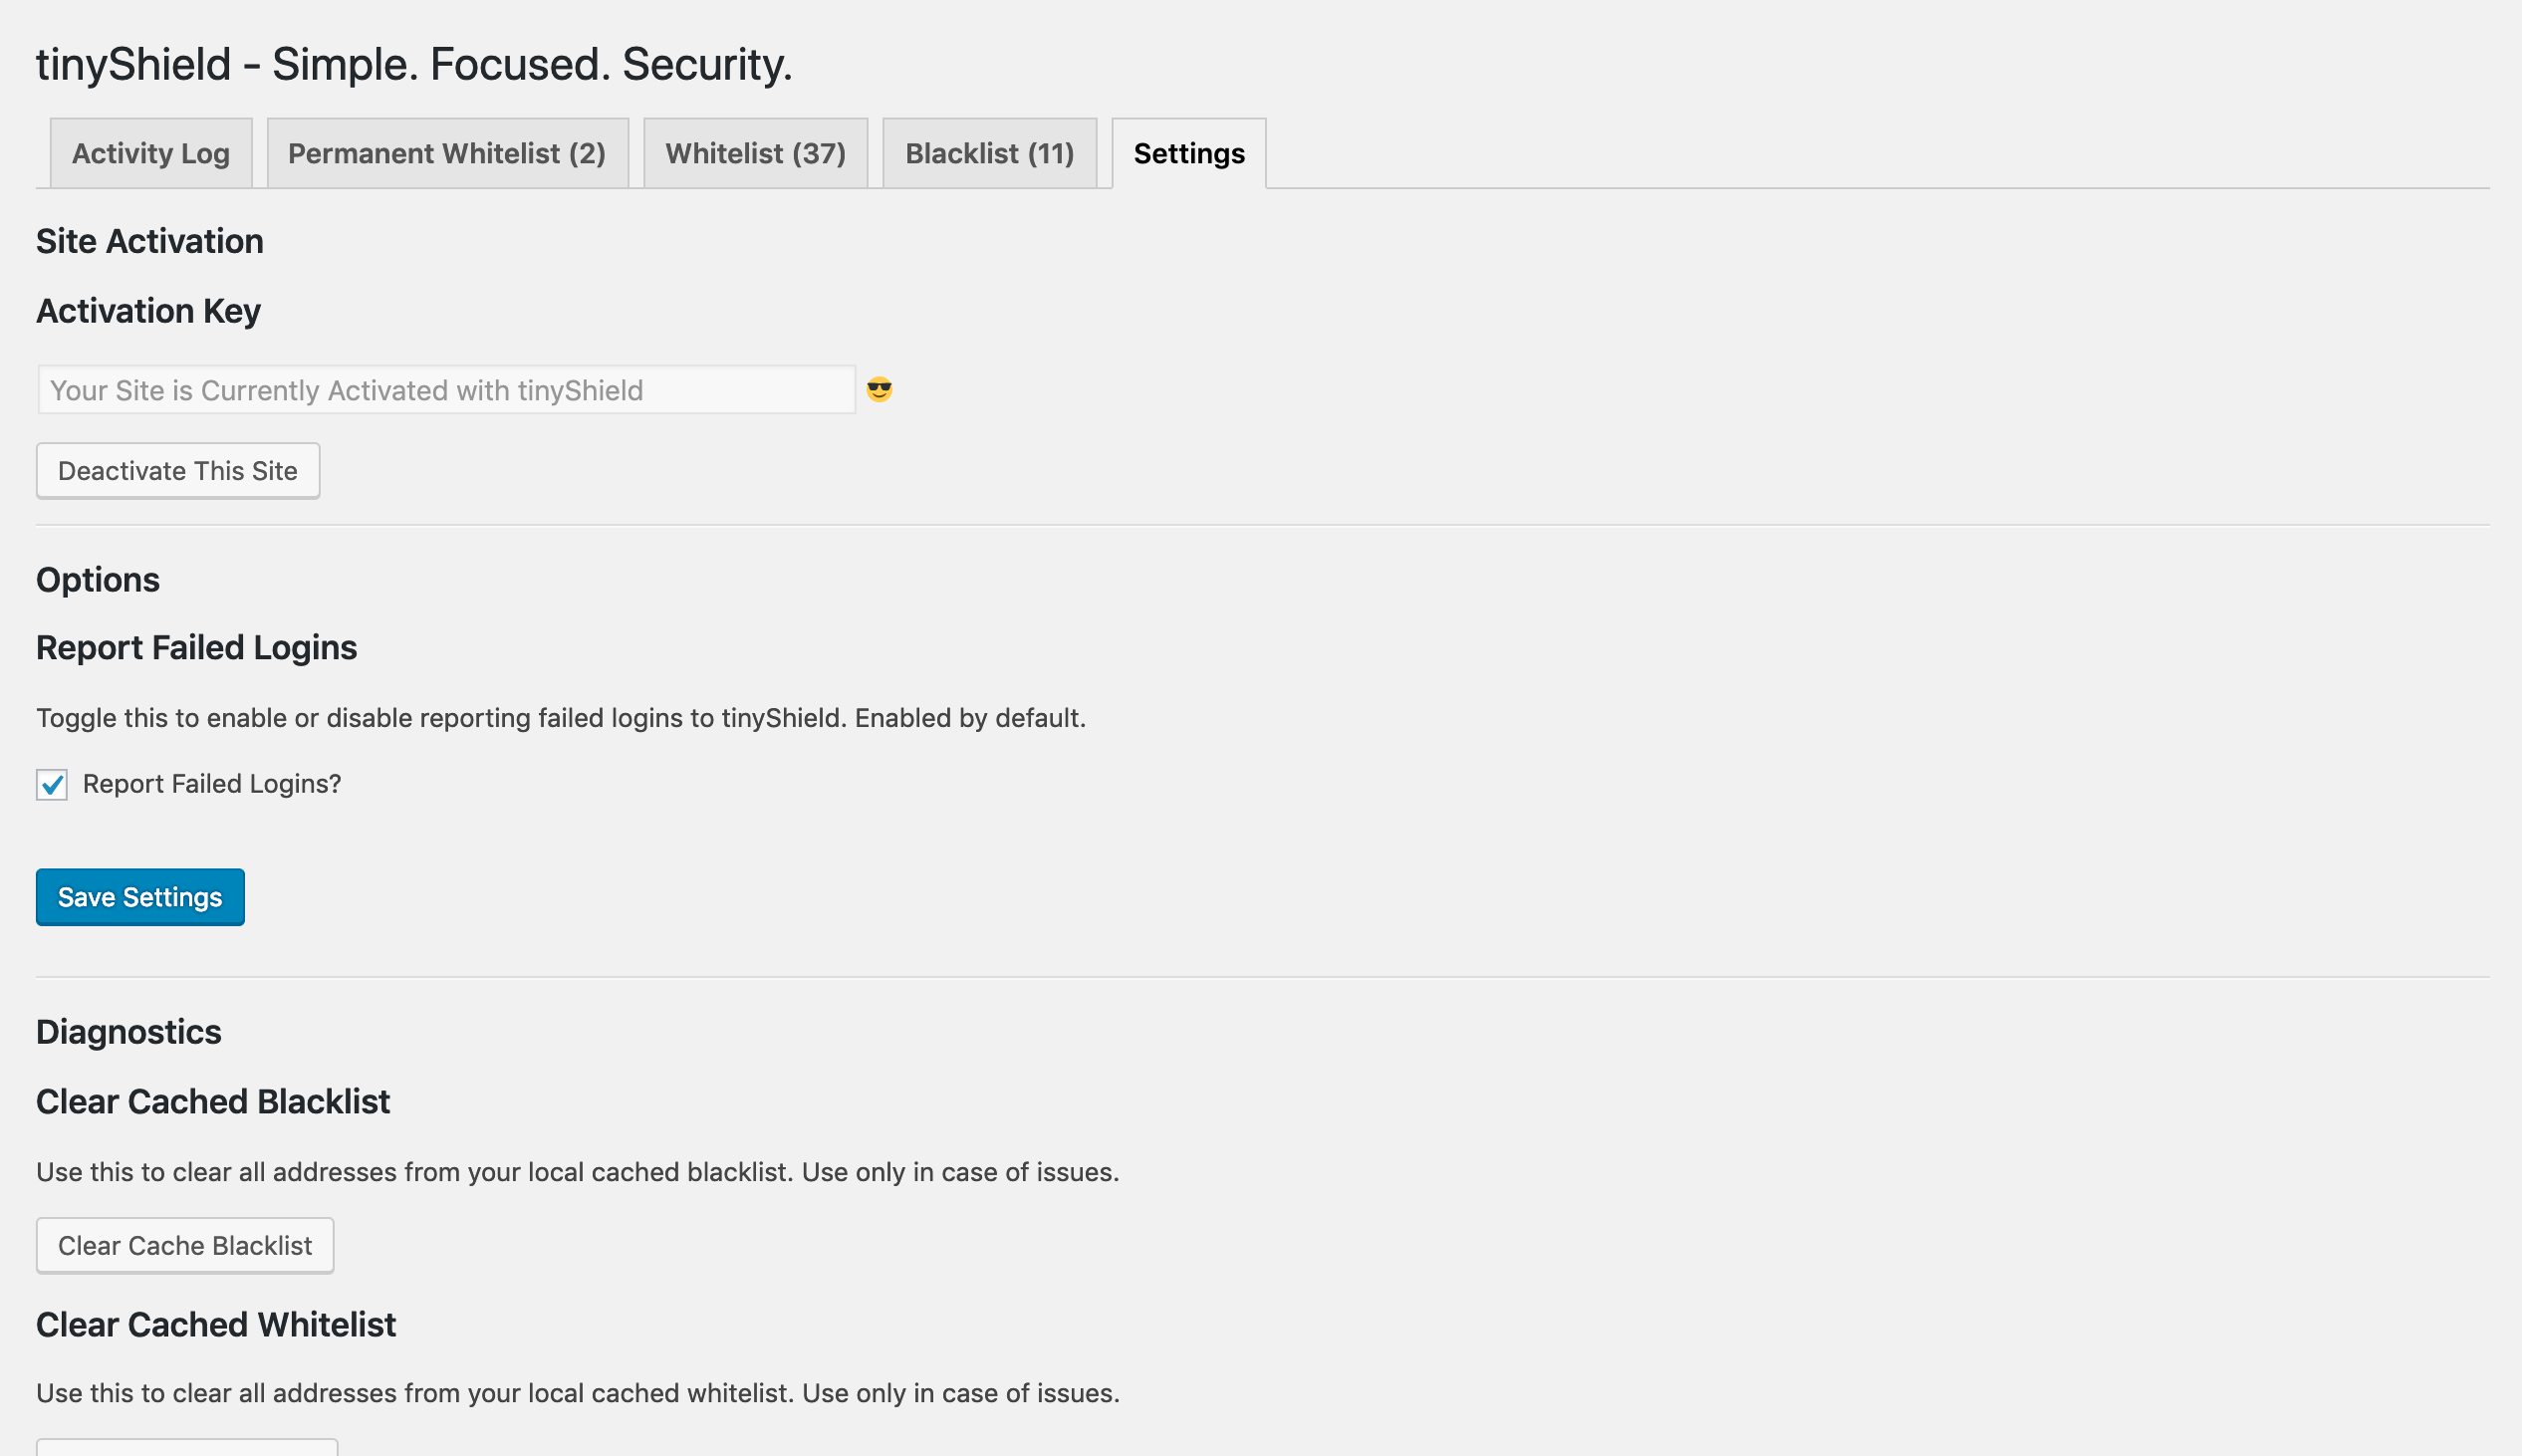 tinyShield - Simple. Focused. Security.
Activity Log
Permanent Whitelist (2)
Whitelist (37)
Blacklist (11)
Settings
Site Activation
Activation Key
Your Site is Currently Activated with tinyShield
Deactivate This Site
Options
Report Failed Logins
Toggle this to enable or disable reporting failed logins to tinyShield. Enabled by default.
Report Failed Logins?
Save Settings
Diagnostics
Clear Cached Blacklist
Use this to clear all addresses from your local cached blacklist. Use only in case of issues.
Clear Cache Blacklist
Clear Cached Whitelist
Use this to clear all addresses from your local cached whitelist. Use only in case of issues.